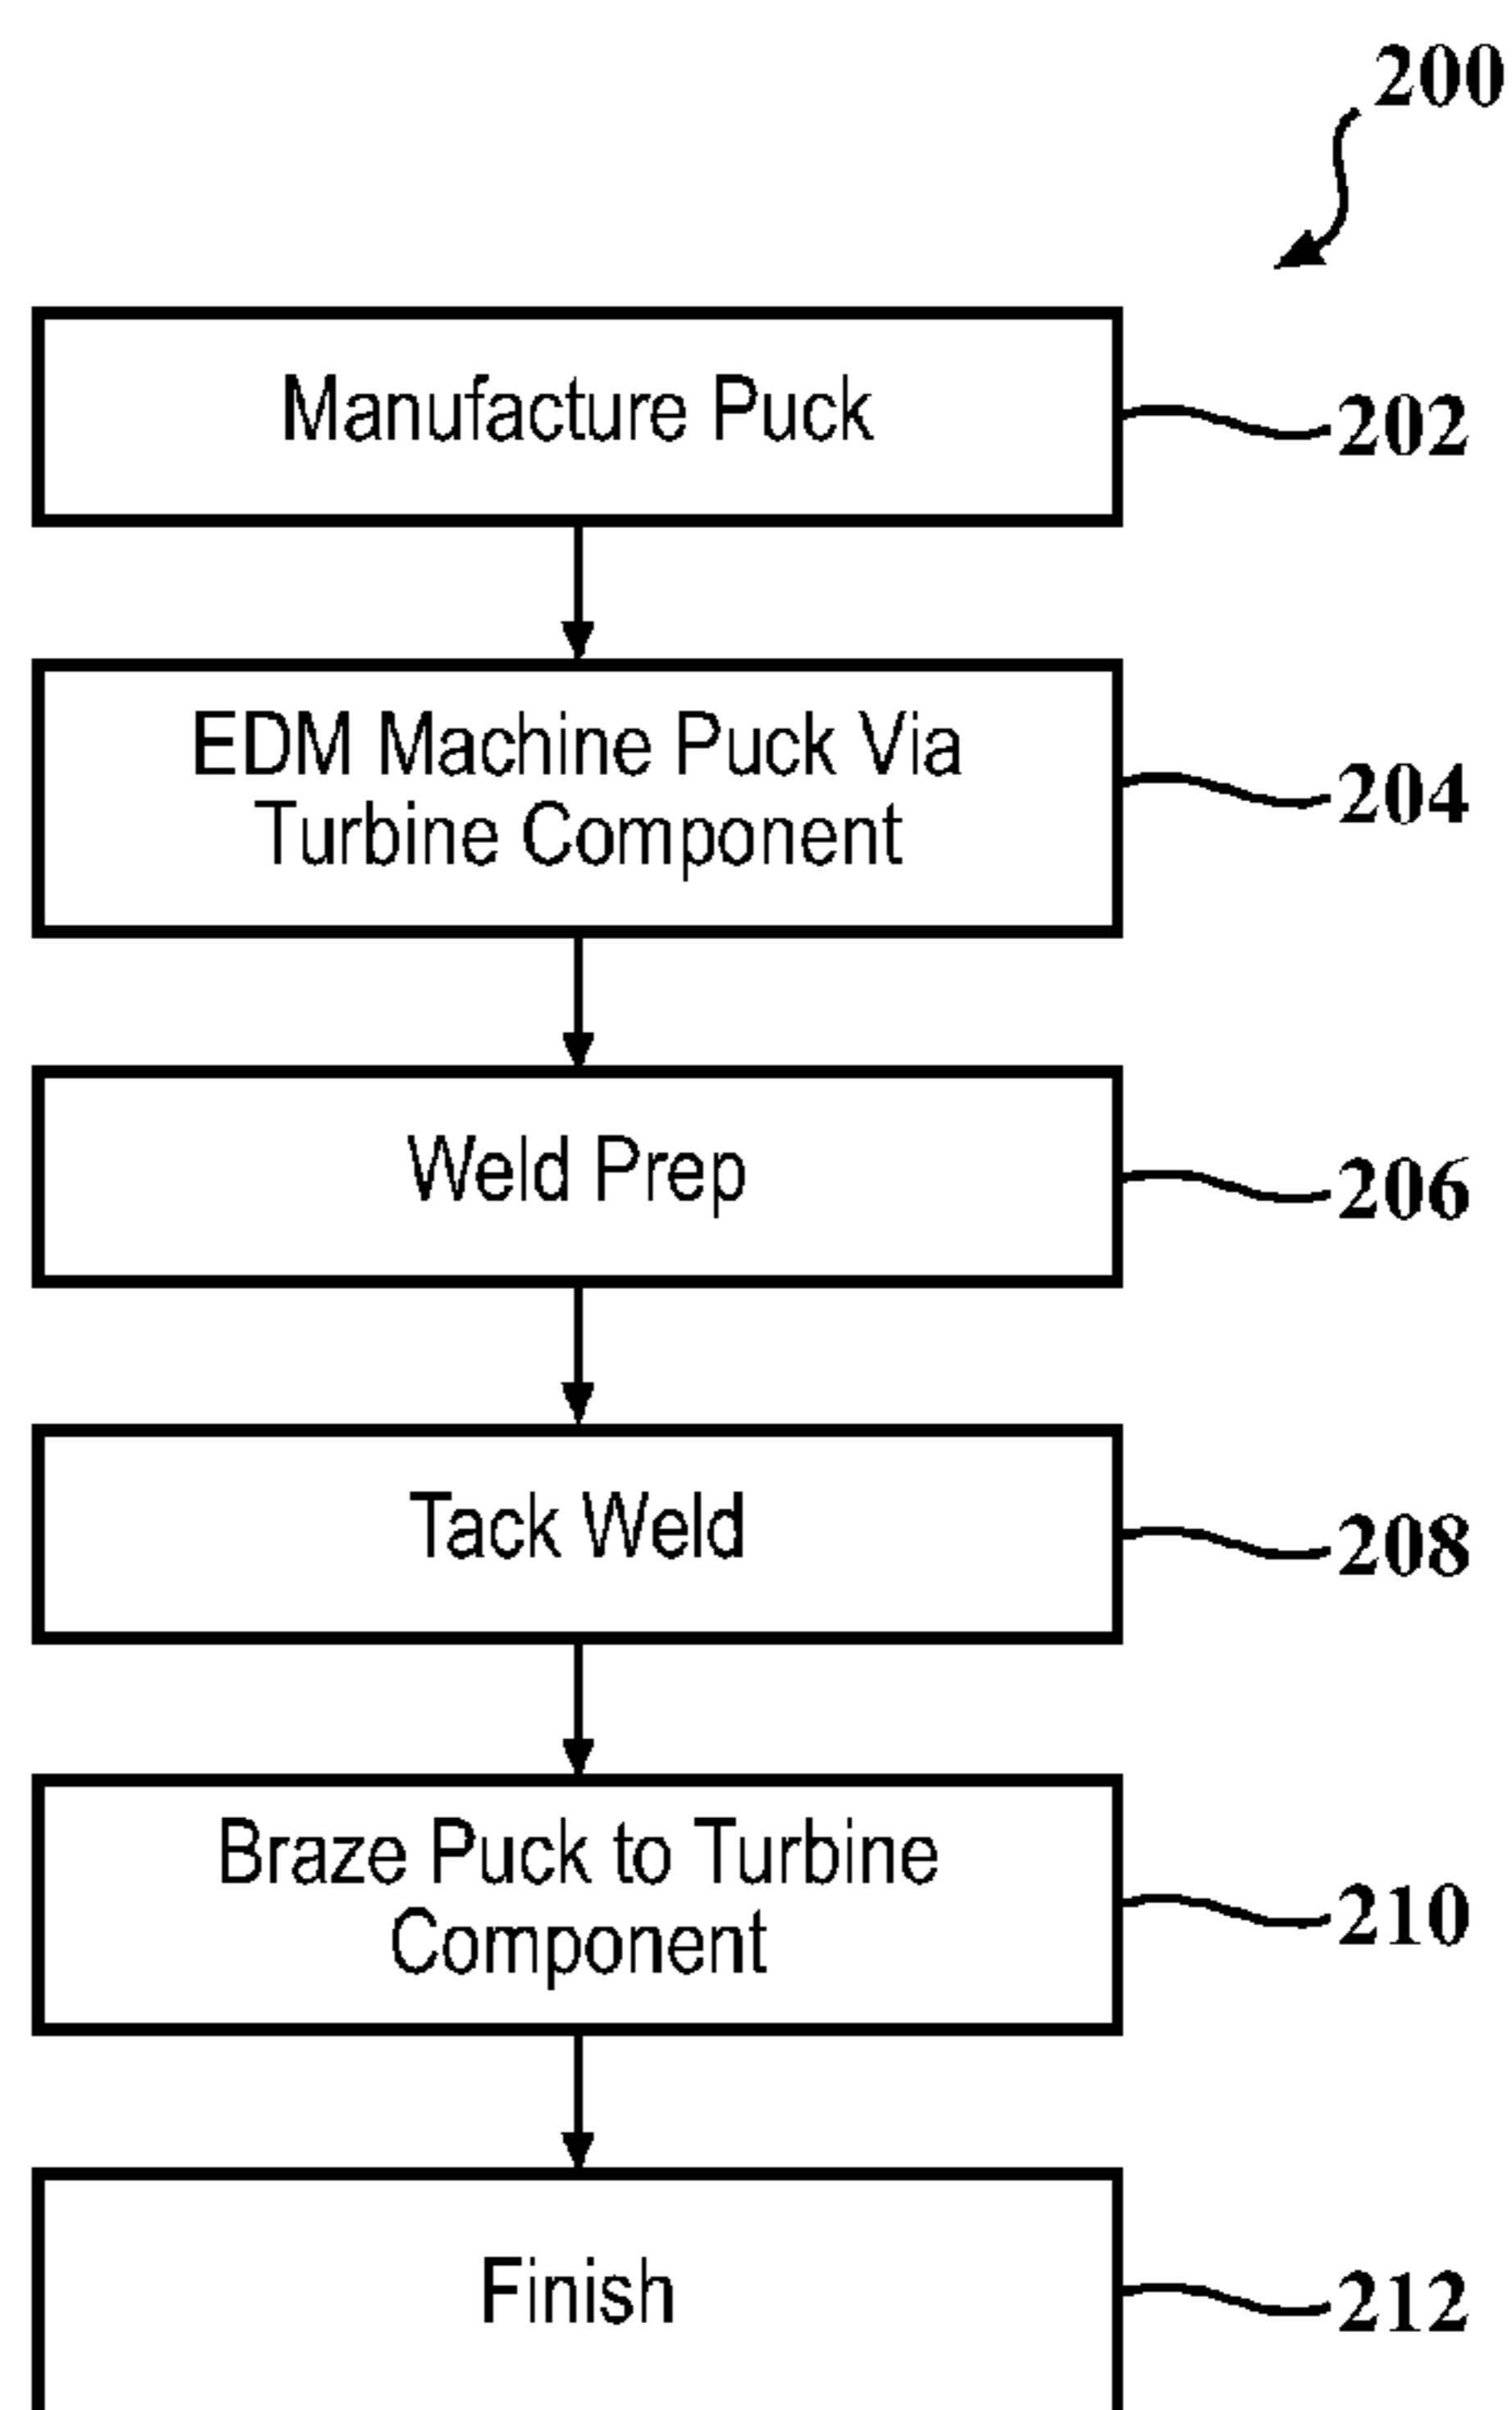 200
Manufacture Puck
202
EDM Machine Puck Via
Turbine Component
204
Weld Prep
206
Tack Weld
208
Braze Puck to Turbine
Component
210
Finish
212